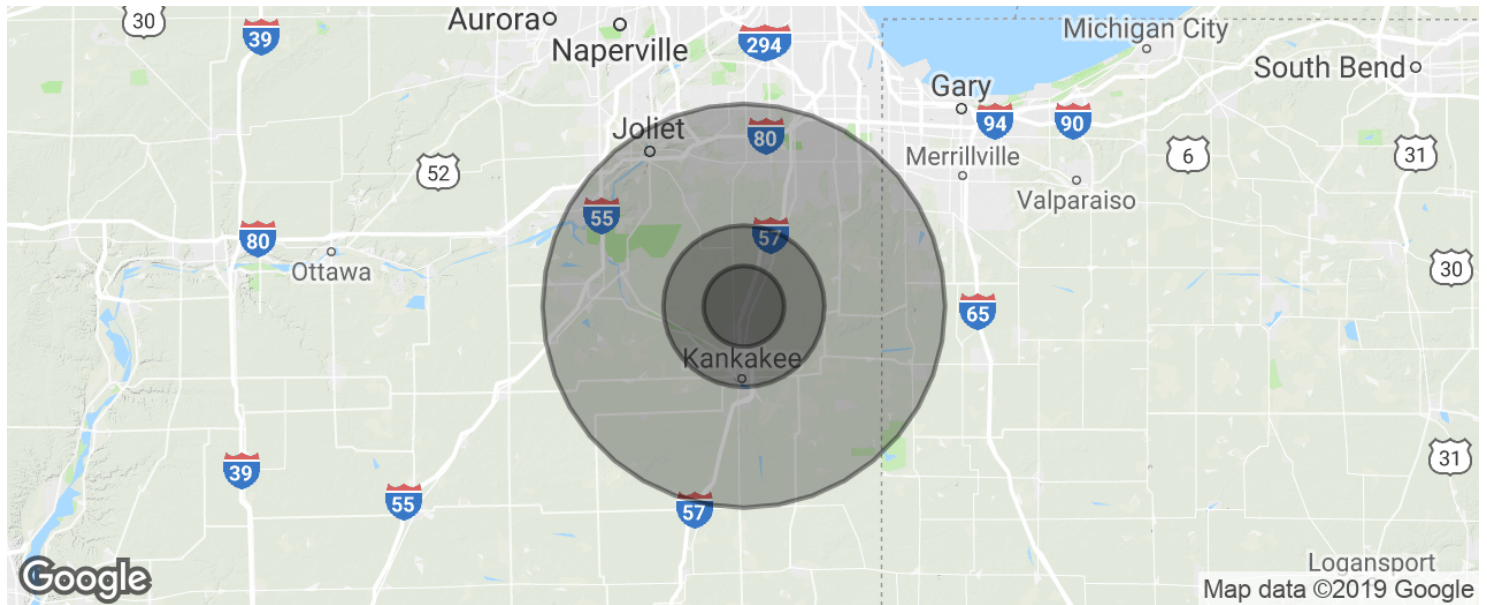 30
39
Aurora
Naperville
294
Michigan City
South Bend
Gary
94
90
Joliet
80
52
Merrillville
6
31
Valparaiso
55
57
80
Ottawa
30
65
Kankakee
39
55
57
31
Logansport
Google
Map data ©2019 Google